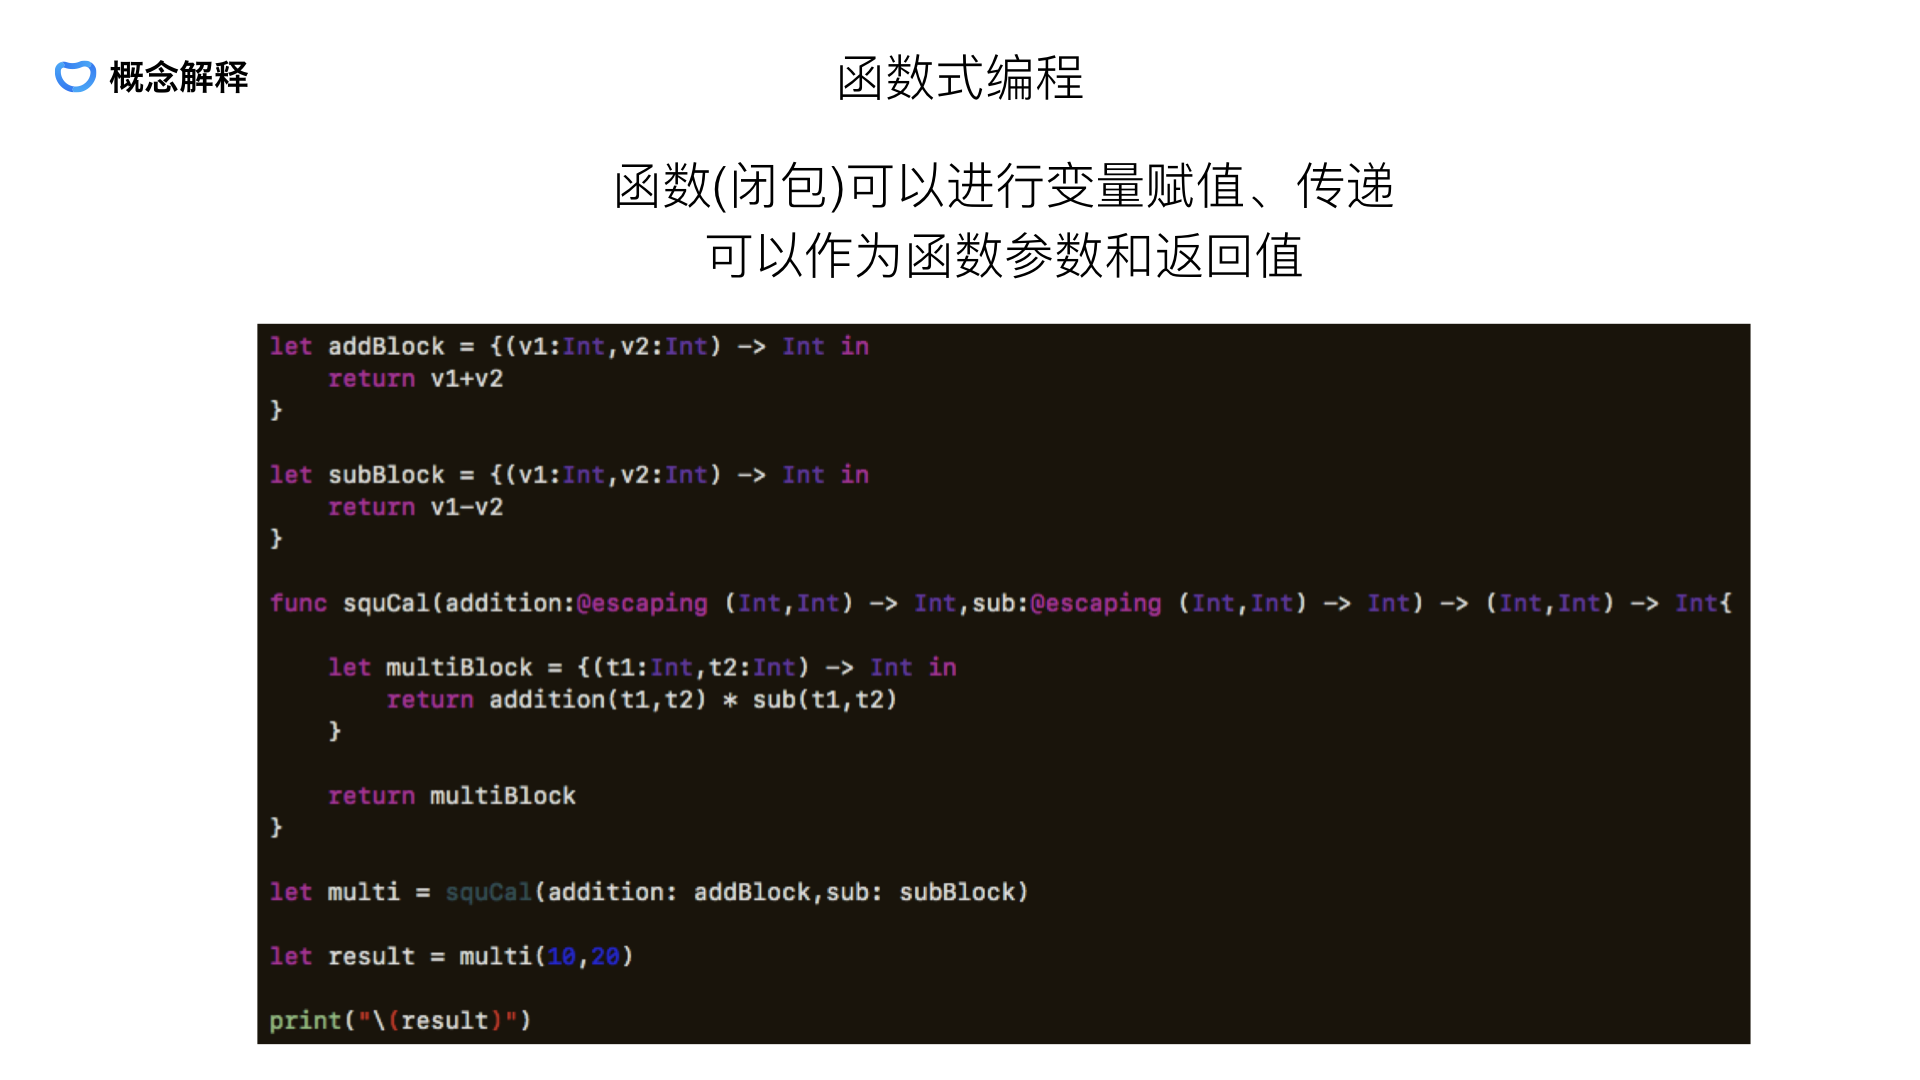 概念解释
函数式编程
函数(闭包)可以进行变量赋值、传递
可以作为函数参数和返回值
let addBlock = {(v1:Int,v2:Int) -> Int in
    return v1+v2
}
let subBlock = {(v1:Int,v2:Int) -> Int in
    return v1-v2
}
func squCal(addition:@escaping (Int,Int) -> Int,sub:@escaping (Int,Int) -> Int) -> (Int,Int) -> Int{
    let multiBlock = {(t1:Int,t2:Int) -> Int in
        return addition(t1,t2) * sub(t1,t2)
    }
    return multiBlock
}
let multi = squCal(addition: addBlock,sub: subBlock)
let result = multi(10,20)
print("\(result)")